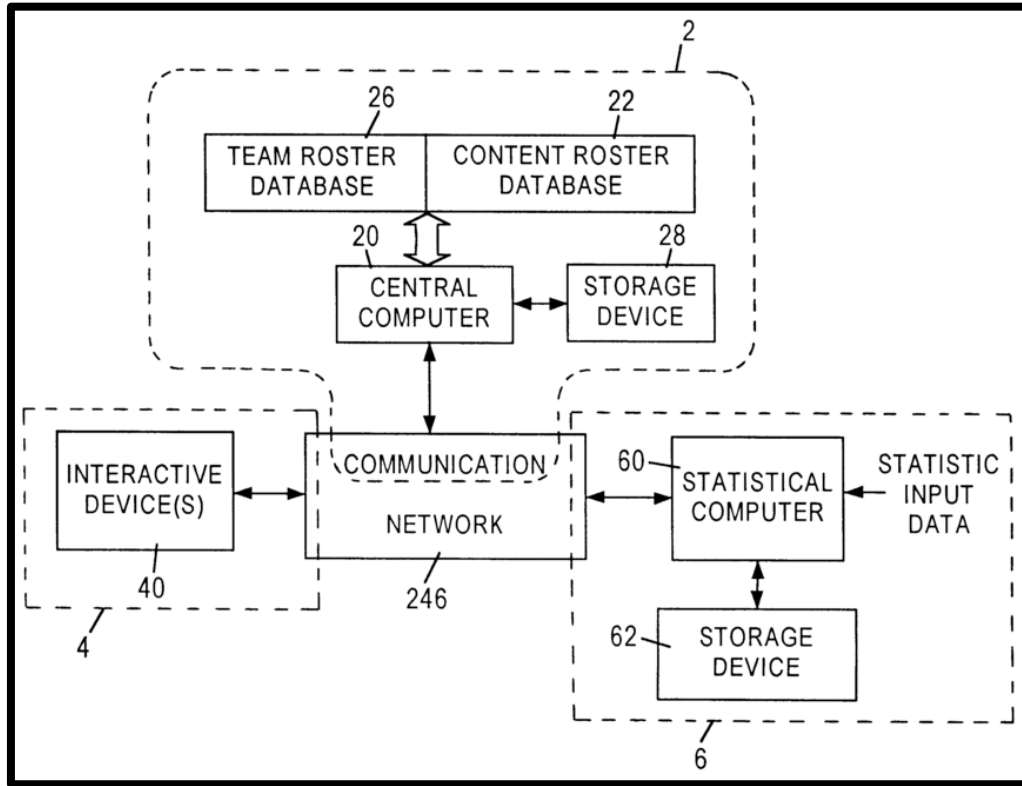 2
26
22
TEAM ROSTER
DATABASE
CONTENT ROSTER
DATABASE
20
28
CENTRAL
COMPUTER
STORAGE
DEVICE
INTERACTIVE
DEVICE(S)
40
4
COMMUNICATION
NETWORK
246
60
STATISTICAL
COMPUTER
STATISTIC
INPUT
DATA
62
STORAGE
DEVICE
6